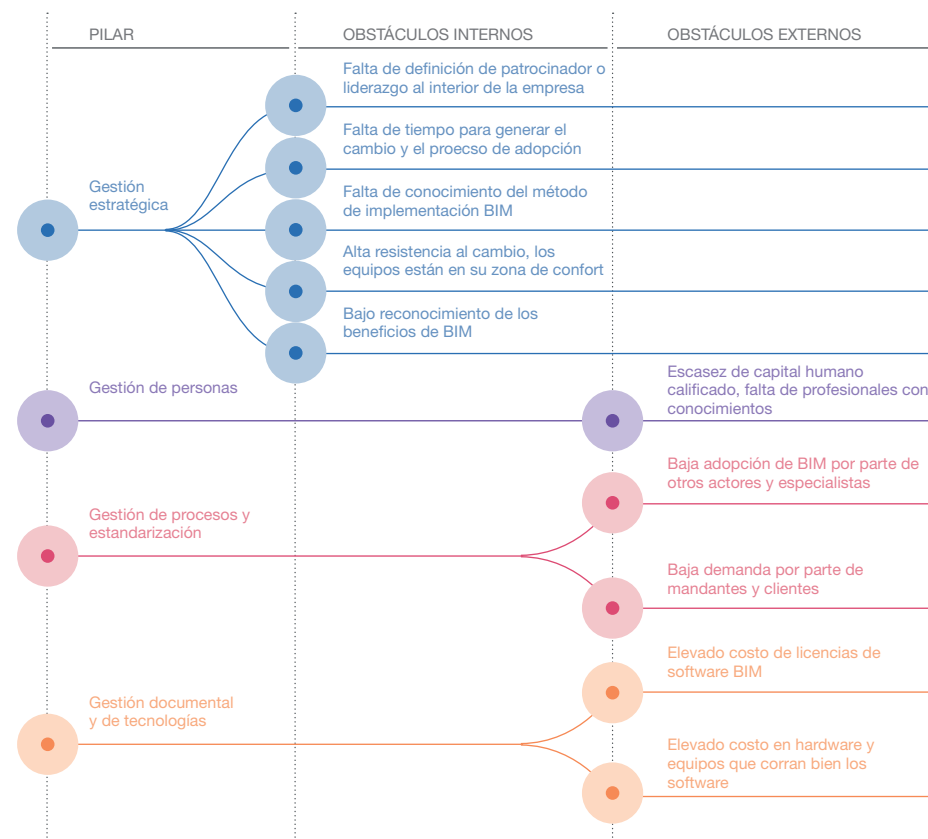 PILAR
OBSTÁCULOS INTERNOS
OBSTÁCULOS EXTERNOS
Gestión
estratégica
Falta de definición de patrocinador o
liderazgo al interior de la empresa
Falta de tiempo para generar el
cambio y el proecso de adopción
Falta de conocimiento del método
de implementación BIM
Alta resistencia al cambio, los
equipos están en su zona de confort
Bajo reconocimiento de los
beneficios de BIM
Gestión de personas
Escasez de capital humano
calificado, falta de profesionales con
conocimientos
Gestión de procesos y
estandarización
Baja adopción de BIM por parte de
otros actores y especialistas
Baja demanda por parte de
mandantes y clientes
Gestión documental
y de tecnologías
Elevado costo de licencias de
software BIM
Elevado costo en hardware y
equipos que corran bien los
software